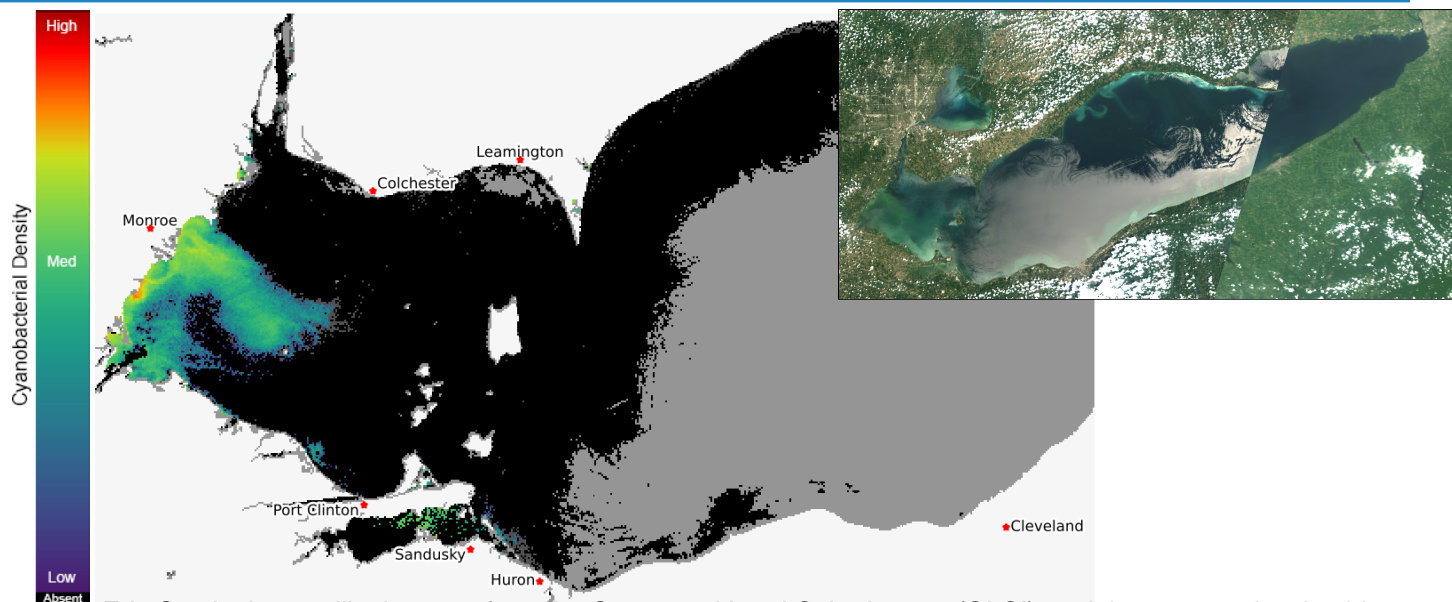 High
Med
Low
Absent
Cyanobacterial Density
Leamington
Colchester
Monroe
Port Clinton
Sandusky
Huron
Cleveland